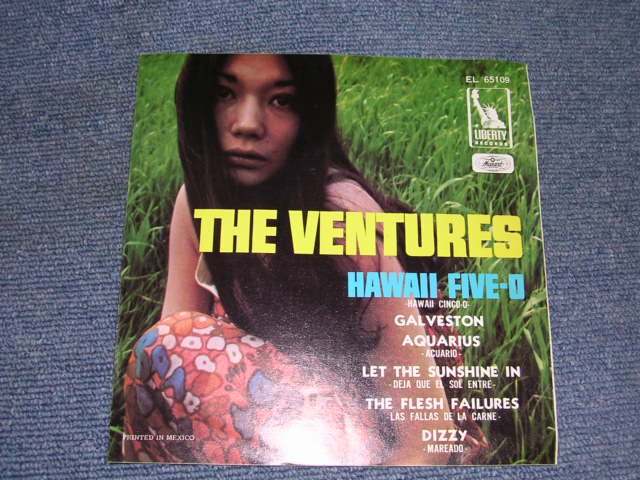 EL 65109
LIBERTY
RECORDS
THE VENTURES
HAWAII FIVE-O
-HAWAII CINCO-O-
GALVESTON
AQUARIUS
-ACUARIO-
LET THE SUNSHINE IN
-DEJA QUE EL SOL ENTRE-
THE FLESH FAILURES
LAS FALLAS DE LA CARNE-
DIZZY
-MAREADO-
PRINTED IN MEXICO